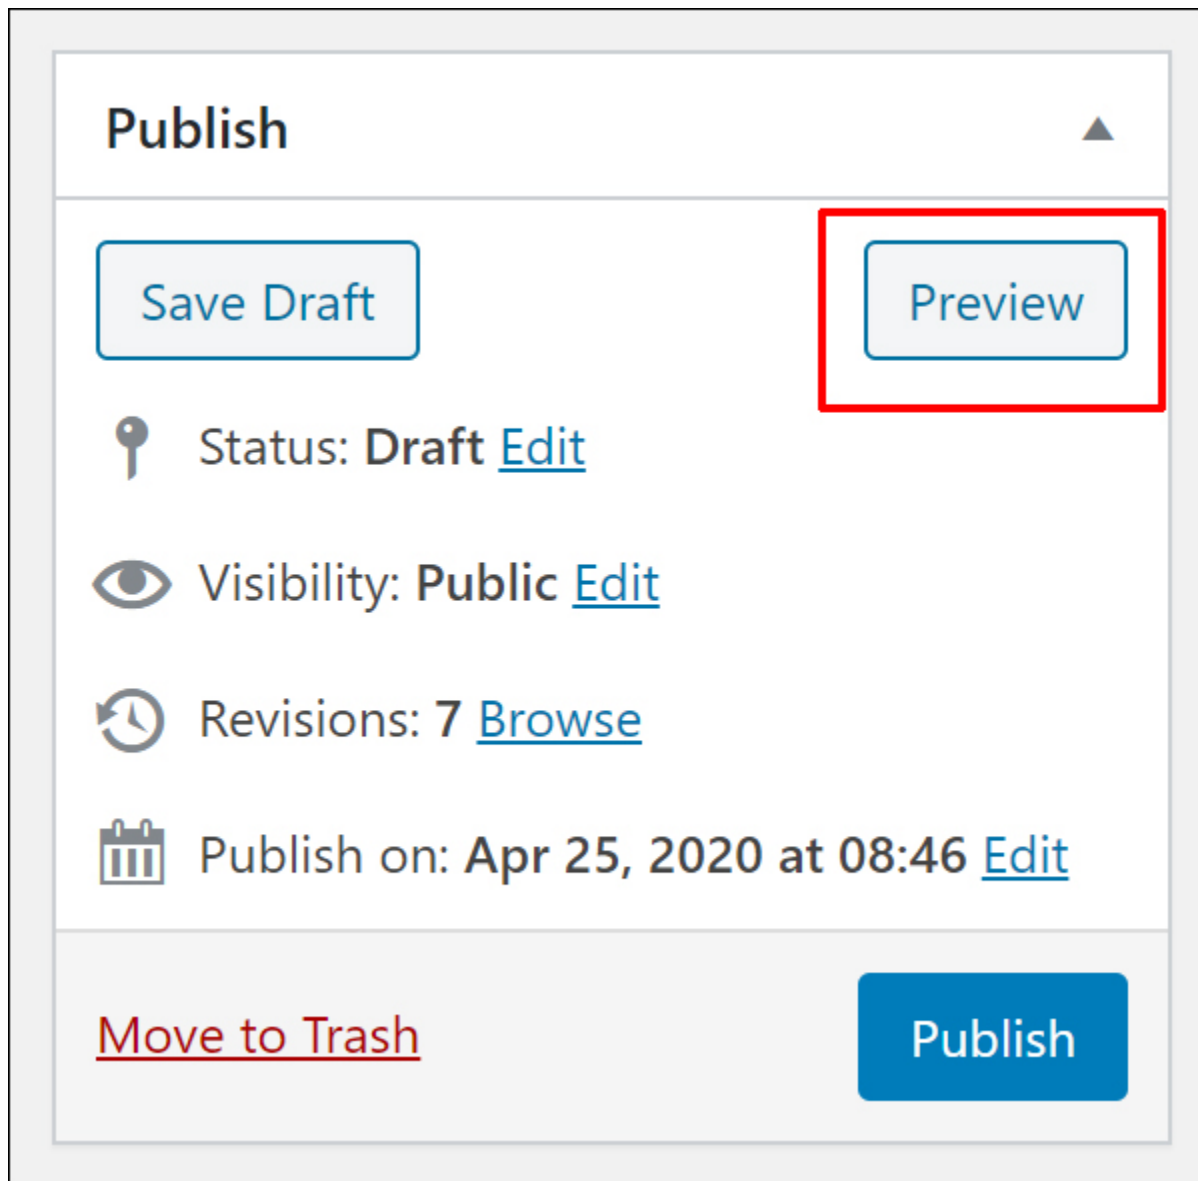 Publish
Save Draft Preview
Status: Draft Edit
Visibility: Public Edit
Revisions: 7 Browse
Publish on: Apr 25, 2020 at 08:46 Edit
Move to Trash Publish